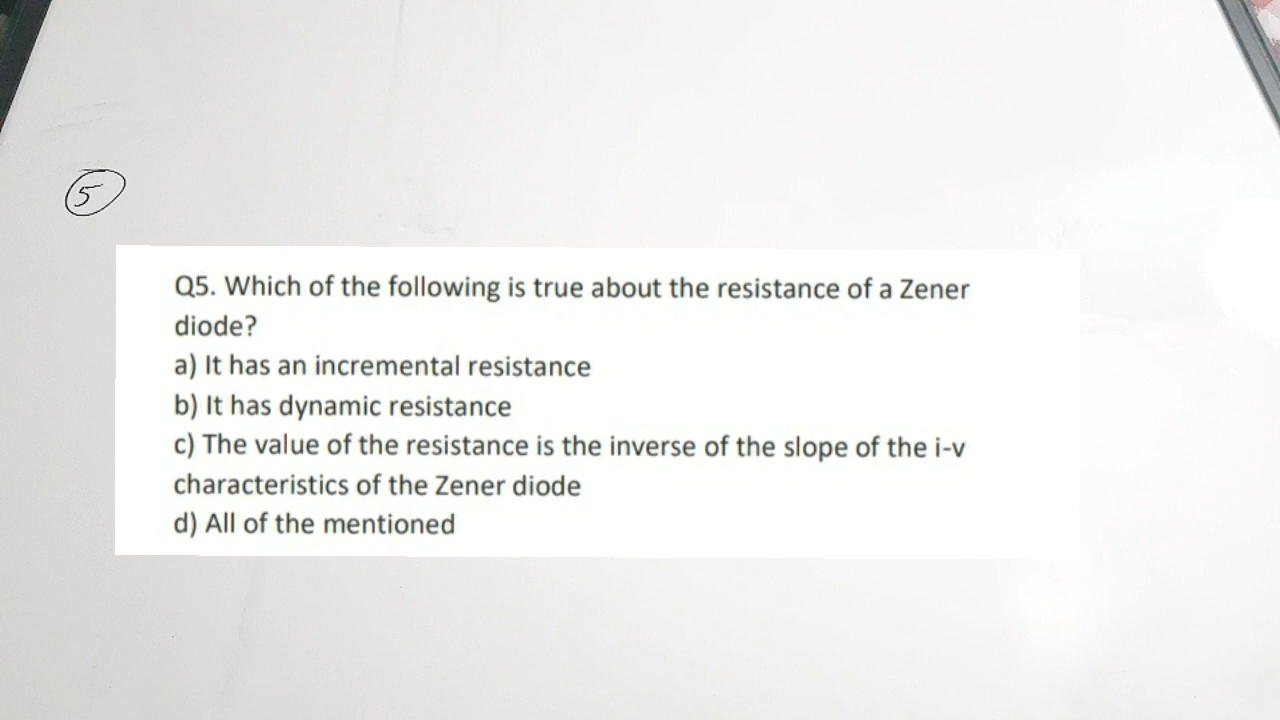 5
Q5. Which of the following is true about the resistance of a Zener
diode?
a) It has an incremental resistance
b) It has dynamic resistance
c) The value of the resistance is the inverse of the slope of the i-v
characteristics of the Zener diode
d) All of the mentioned